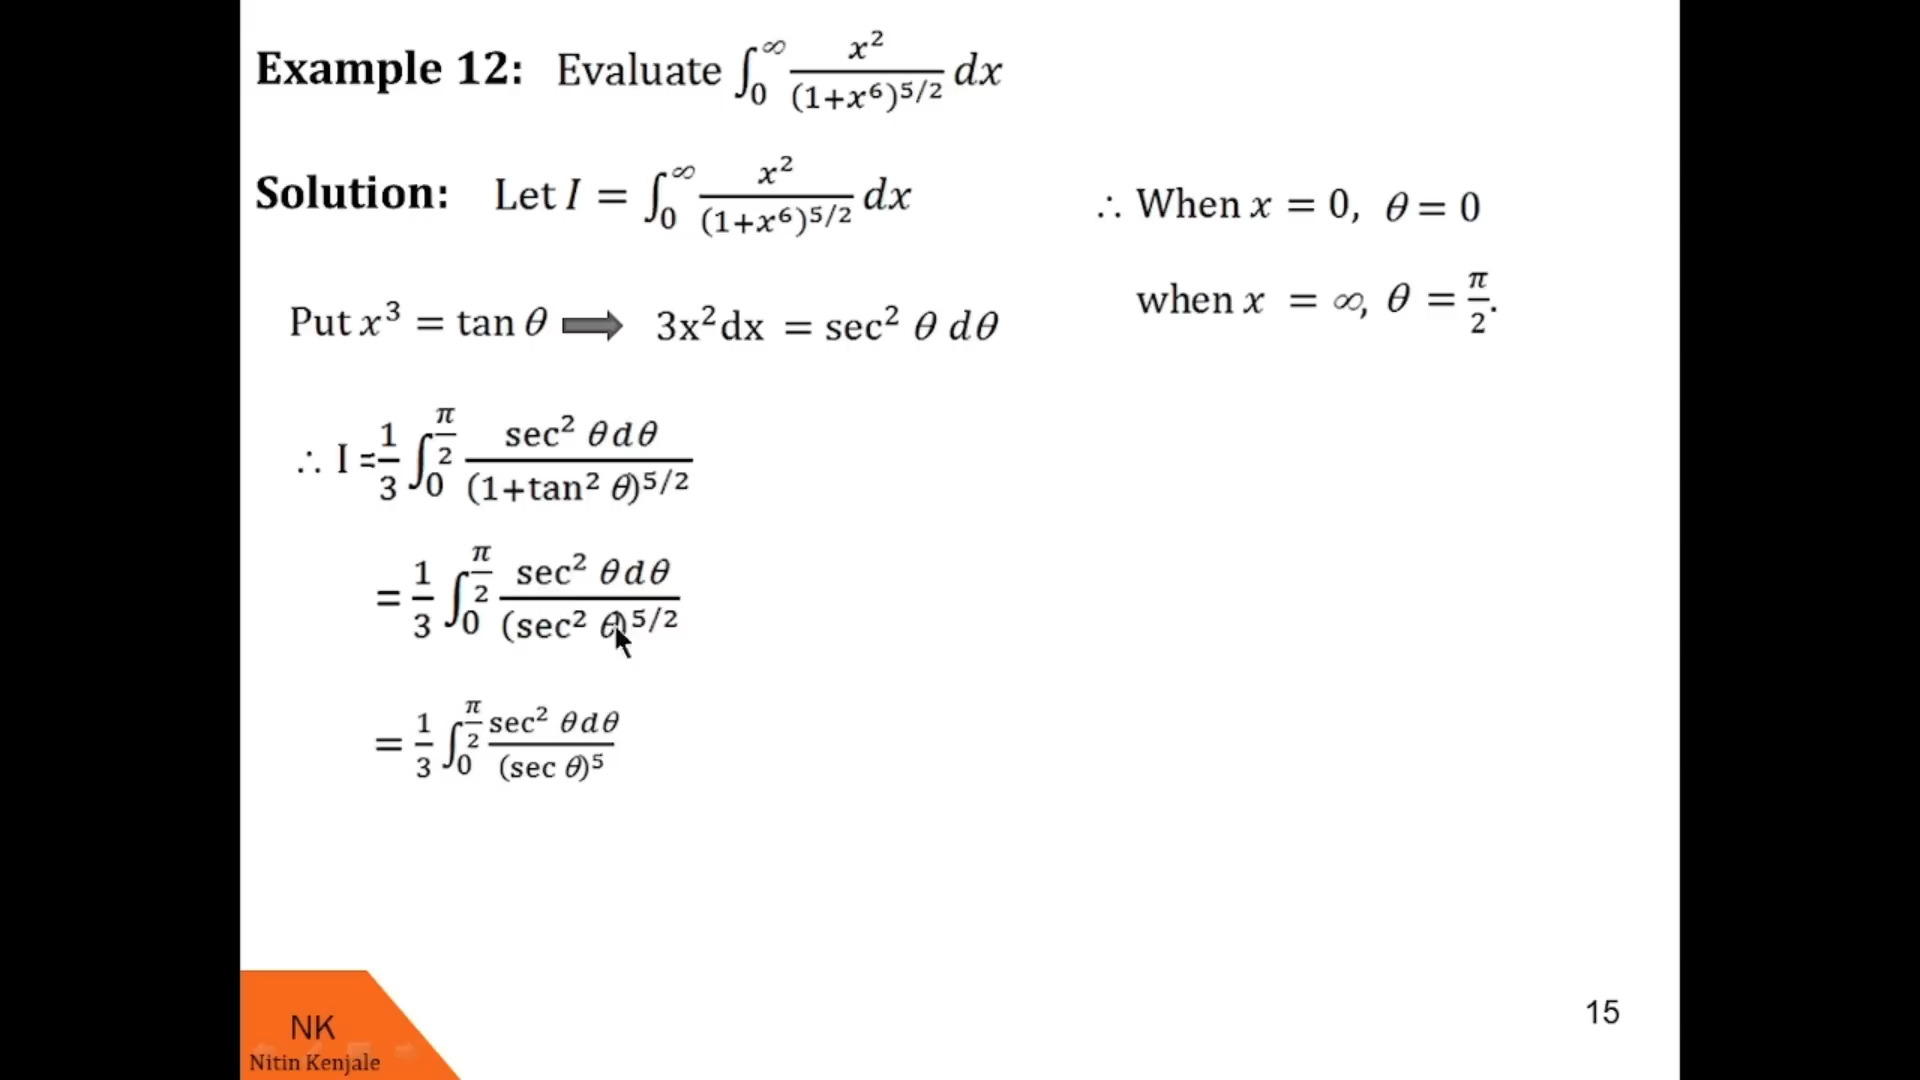 Example 12: Evaluate ∫₀^∞ x²/(1+x⁶)^5/2 dx
Solution: Let I = ∫₀^∞ x²/(1+x⁶)^5/2 dx
∴ When x = 0, θ = 0
when x = ∞, θ = π/2.
Put x³ = tan θ ⇒ 3x²dx = sec² θ dθ
∴ I = 1/3 ∫₀^π/2 sec² θ dθ/(1+tan² θ)^5/2
= 1/3 ∫₀^π/2 sec² θ dθ/(sec² θ)^5/2
= 1/3 ∫₀^π/2 sec² θ dθ/(sec θ)⁵
NK
Nitin Kenjale
15